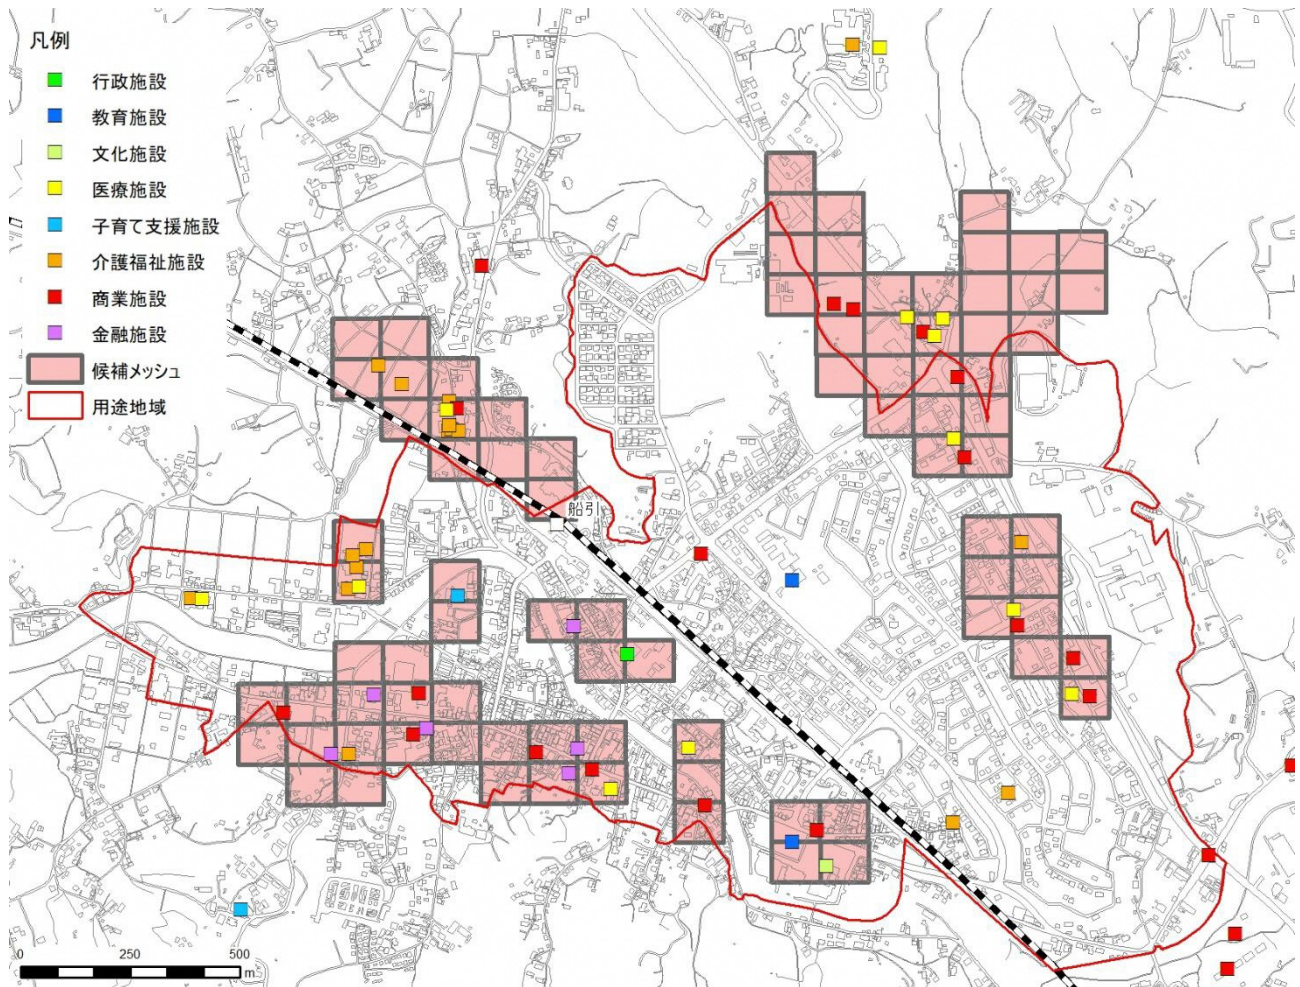 凡例
行政施設
教育施設
文化施設
医療施設
子育て支援施設
介護福祉施設
商業施設
金融施設
候補メッシュ
用途地域
船引
0 250 500
m